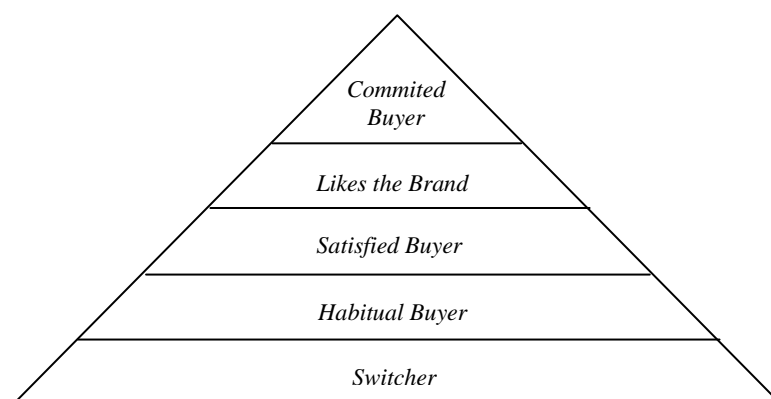 Commited
Buyer
Likes the Brand
Satisfied Buyer
Habitual Buyer
Switcher